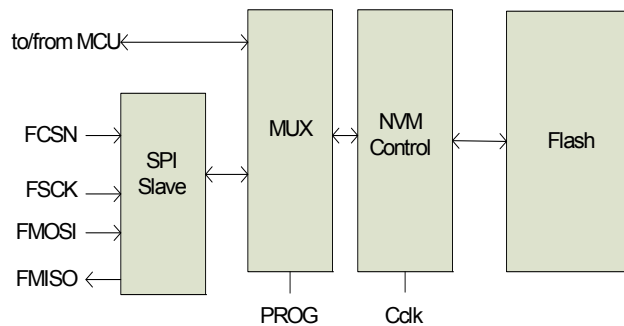 to/from MCU
FCSN
FSCK
FMOSI
FMISO
SPI
Slave
MUX
NVM
Control
Flash
PROG
Cclk